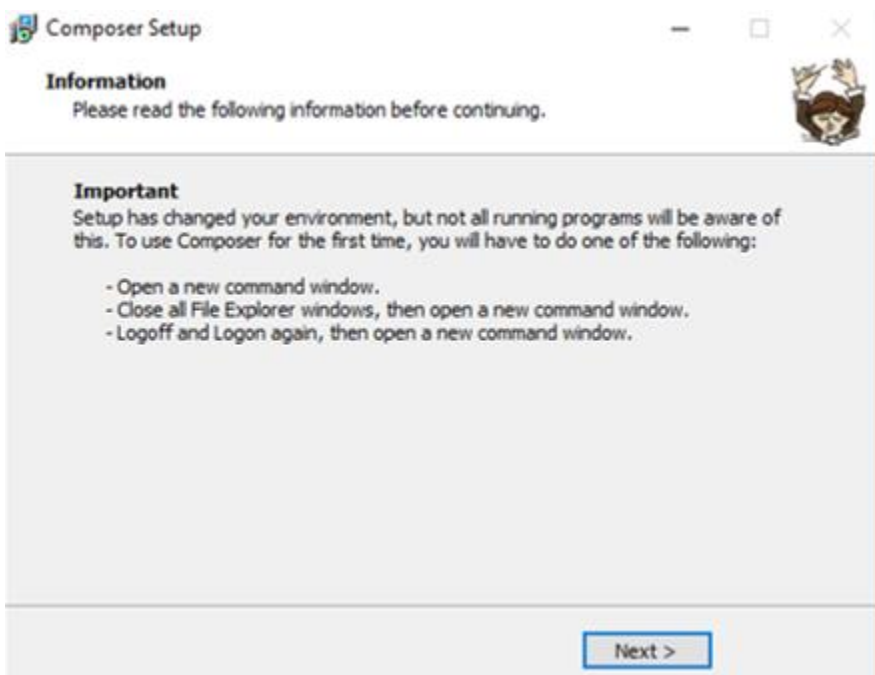 Composer Setup
Information
Please read the following information before continuing.
Important
Setup has changed your environment, but not all running programs will be aware of
this. To use Composer for the first time, you will have to do one of the following:
- Open a new command window.
- Close all File Explorer windows, then open a new command window.
- Logoff and Logon again, then open a new command window.
Next >